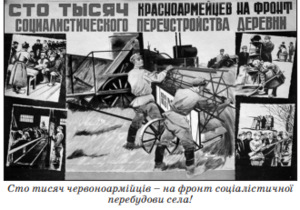 СТО ТЫСЯЧ КРАСНОАРМЕЙЦЕВ НА ФРОНТ
СОЦИАЛИСТИЧЕСКОГО ПЕРЕУСТРОЙСТВА ДЕРЕВНИ
Сто тисяч червоноармійців – на фронт соціалістичної
перебудови села!